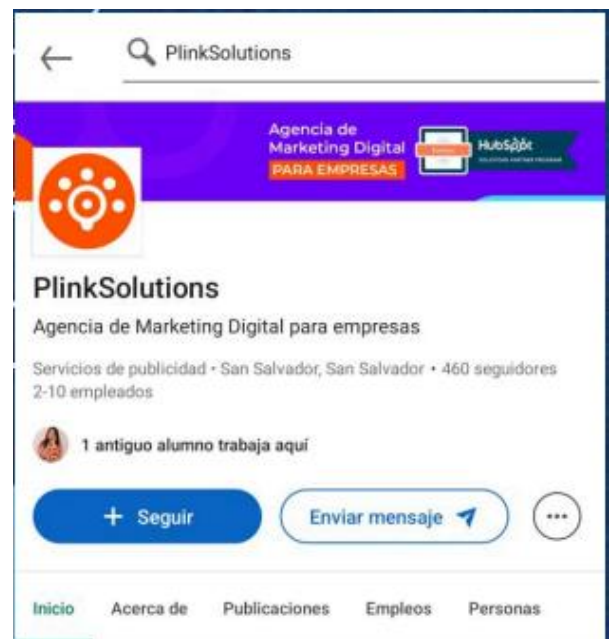 PlinkSolutions
Agencia de
Marketing Digital
PARA EMPRESAS
HubSpot
PlinkSolutions
Agencia de Marketing Digital para empresas
Servicios de publicidad • San Salvador, San Salvador • 460 seguidores
2-10 empleados
1 antiguo alumno trabaja aquí
+ Seguir
Enviar mensaje
Inicio Acerca de Publicaciones Empleos Personas